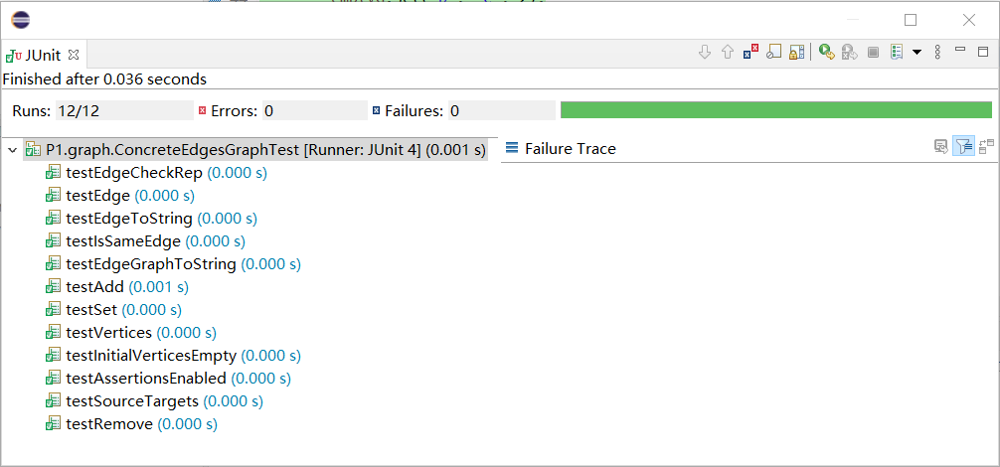 JUnit
Finished after 0.036 seconds
Runs: 12/12 Errors: 0 Failures: 0
P1.graph.ConcreteEdgesGraphTest [Runner: JUnit 4] (0.001 s) Failure Trace
testEdgeCheckRep (0.000 s)
testEdge (0.000 s)
testEdgeToString (0.000 s)
testIsSameEdge (0.000 s)
testEdgeGraphToString (0.000 s)
testAdd (0.001 s)
testSet (0.000 s)
testVertices (0.000 s)
testInitialVerticesEmpty (0.000 s)
testAssertionsEnabled (0.000 s)
testSourceTargets (0.000 s)
testRemove (0.000 s)